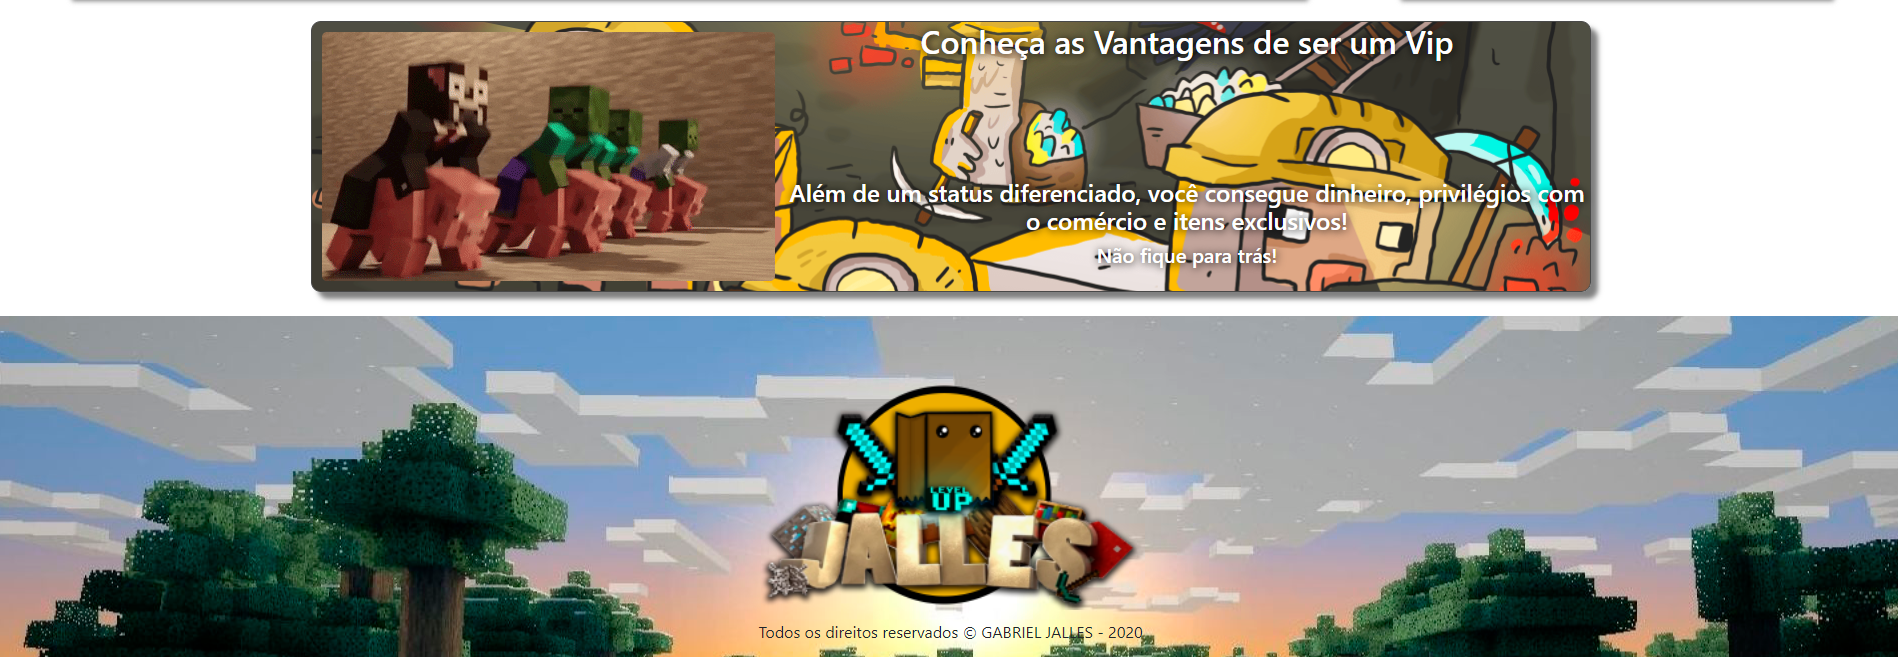 Conheça as Vantagens de ser um Vip
Além de um status diferenciado, você consegue dinheiro, privilégios com
o comércio e itens exclusivos!
Não fique para trás!
LEVEL
UP
JALLES
Todos os direitos reservados © GABRIEL JALLES - 2020